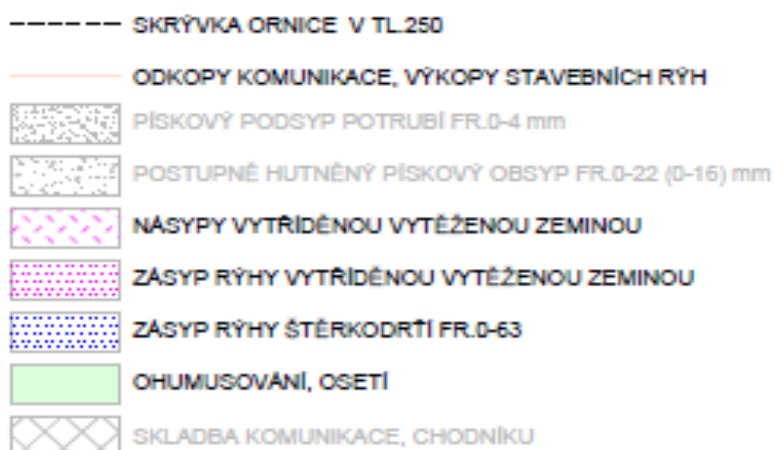 SKRÝVKA ORNICE V TL.250
ODKOPY KOMUNIKACE, VÝKOPY STAVEBNÍCH RÝH
PÍSKOVÝ PODSYP POTRUBÍ FR.0-4 mm
POSTUPNĚ HUTNĚNÝ PÍSKOVÝ OBSYP FR.0-22 (0-16) mm
NÁSYPY VYTŘÍDĚNOU VYTĚŽENOU ZEMINOU
ZÁSYP RÝHY VYTŘÍDĚNOU VYTĚŽENOU ZEMINOU
ZÁSYP RÝHY ŠTĚRKODRTÍ FR.0-63
OHUMUSOVÁNÍ, OSETÍ
SKLADBA KOMUNIKACE, CHODNÍKU